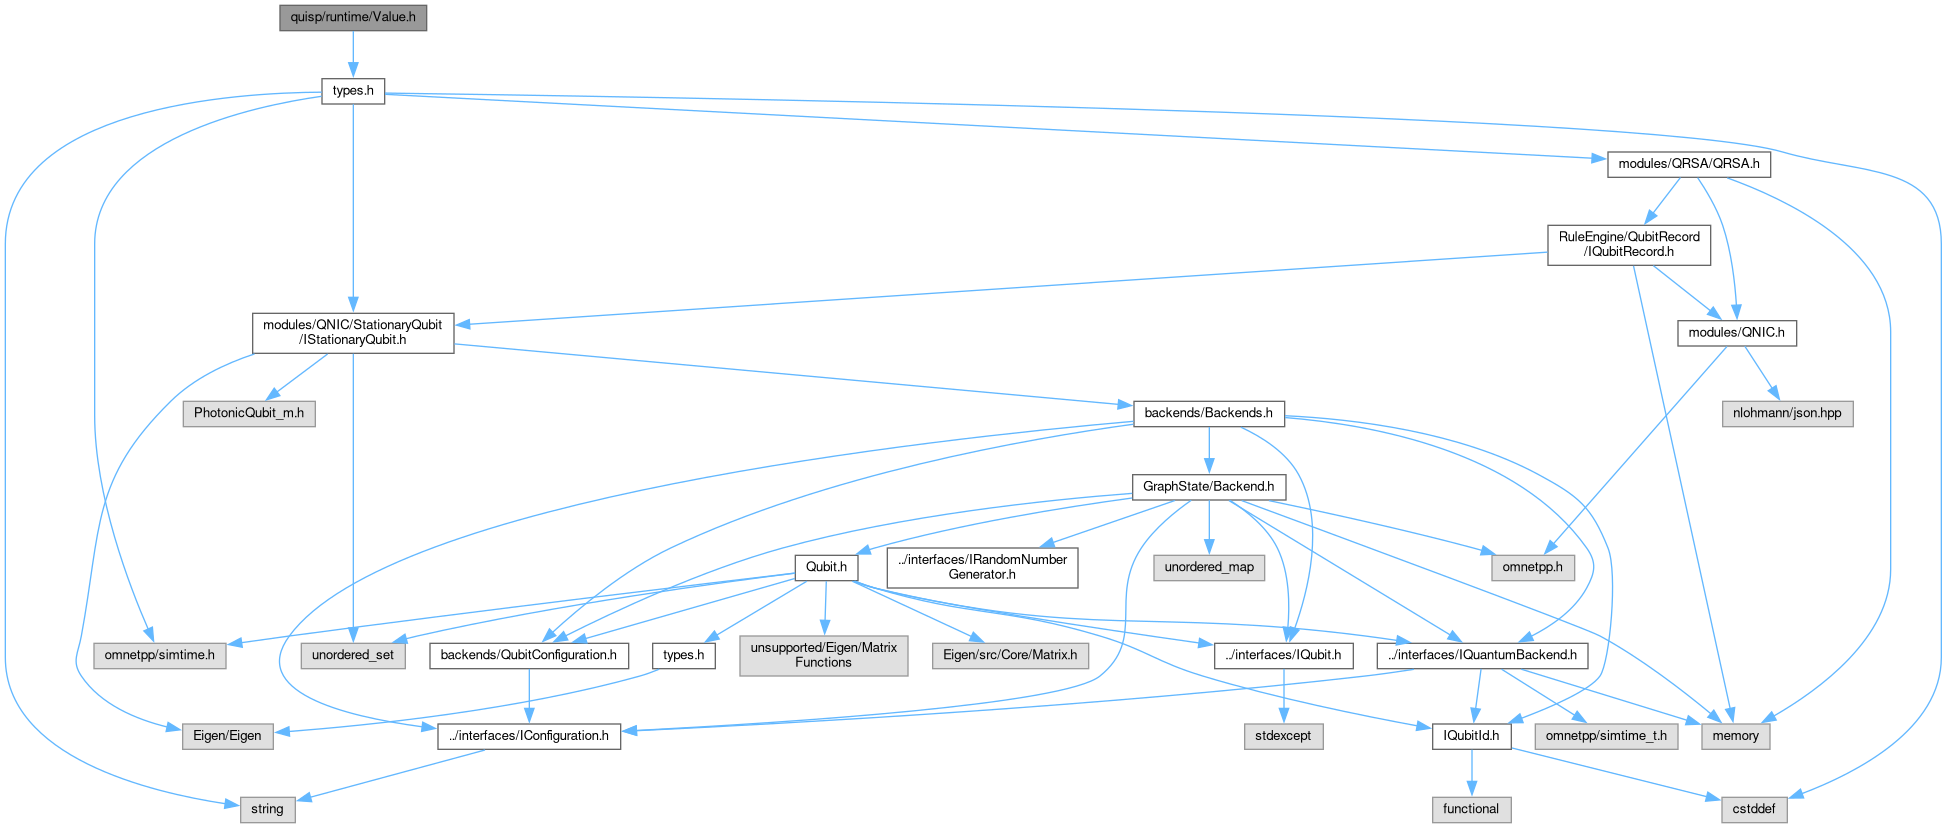 quisp/runtime/Value.h
types.h
modules/QRSA/QRSA.h
RuleEngine/QubitRecord
/IQubitRecord.h
modules/QNIC/StationaryQubit
/IStationaryQubit.h
modules/QNIC.h
PhotonicQubit_m.h
backends/Backends.h
nlohmann/json.hpp
GraphState/Backend.h
Qubit.h
../interfaces/IRandomNumber
Generator.h
unordered_map
omnetpp.h
omnetpp/simtime.h
unordered_set
backends/QubitConfiguration.h
types.h
unsupported/Eigen/Matrix
Functions
Eigen/src/Core/Matrix.h
../interfaces/IQubit.h
../interfaces/IQuantumBackend.h
Eigen/Eigen
../interfaces/IConfiguration.h
stdexcept
IQubitId.h
omnetpp/simtime_t.h
memory
string
functional
cstddef